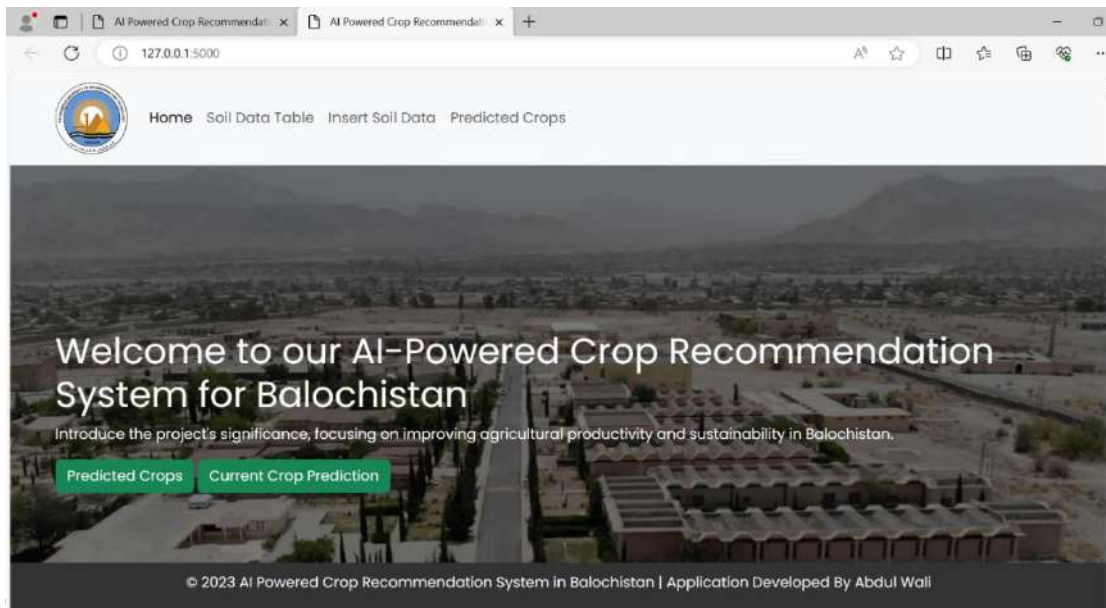 AI Powered Crop Recommendati
AI Powered Crop Recommendati
127.0.0.1:5000
Home Soil Data Table Insert Soil Data Predicted Crops
Welcome to our AI-Powered Crop Recommendation
System for Balochistan
Introduce the project's significance, focusing on improving agricultural productivity and sustainability in Balochistan.
Predicted Crops Current Crop Prediction
© 2023 AI Powered Crop Recommendation System in Balochistan | Application Developed By Abdul Wali